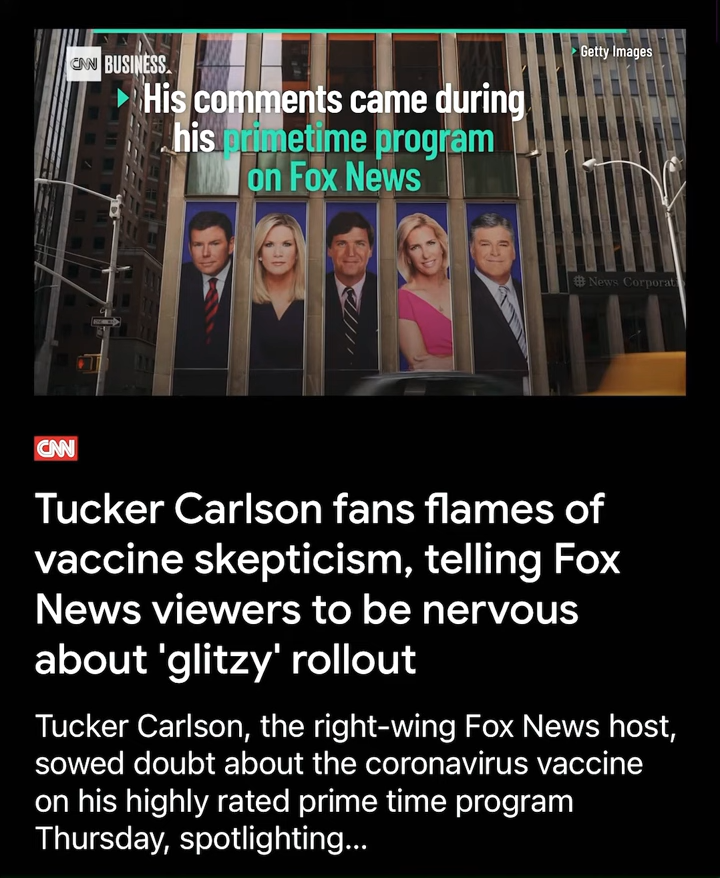 CNN BUSINESS.
Getty Images
His comments came during
his primetime program
on Fox News
News Corporat
CNN
Tucker Carlson fans flames of
vaccine skepticism, telling Fox
News viewers to be nervous
about 'glitzy' rollout
Tucker Carlson, the right-wing Fox News host,
sowed doubt about the coronavirus vaccine
on his highly rated prime time program
Thursday, spotlighting...